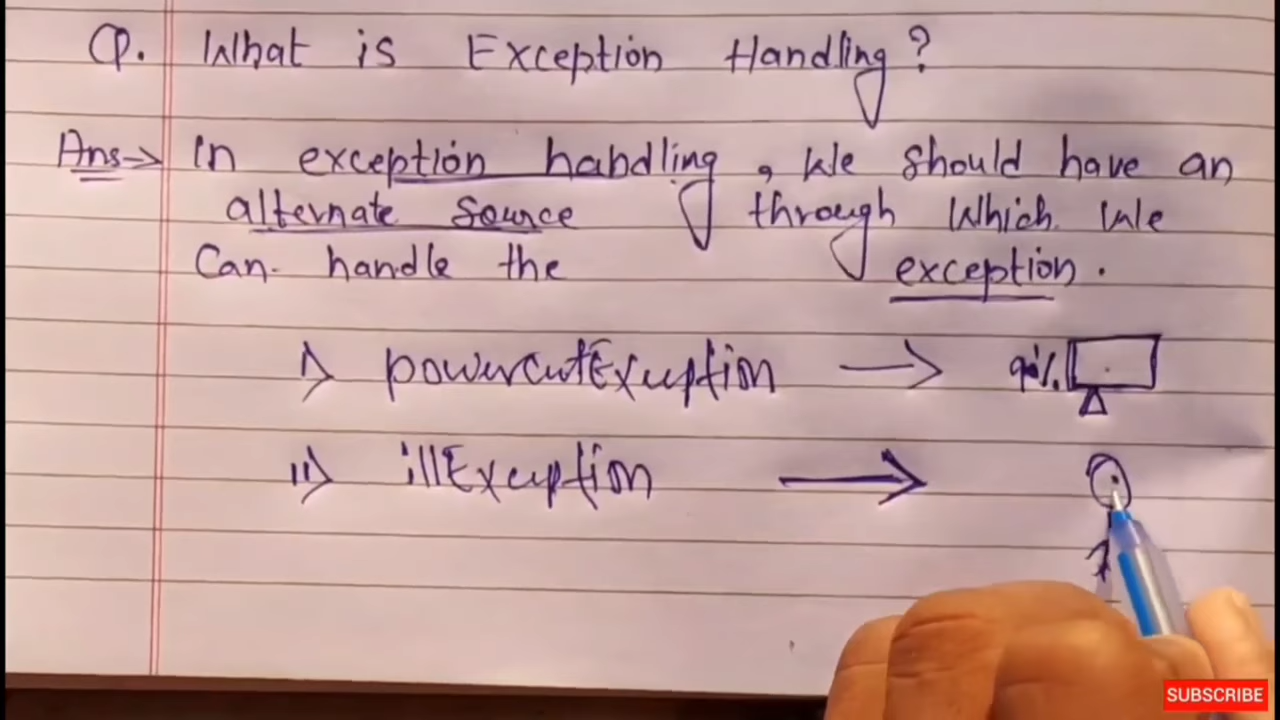 Q. What is Exception Handling?
Ans→ In exception handling, We should have an
alternate source through which we
Can handle the exception.
i) powercutException → 90%
ii) illException →
SUBSCRIBE